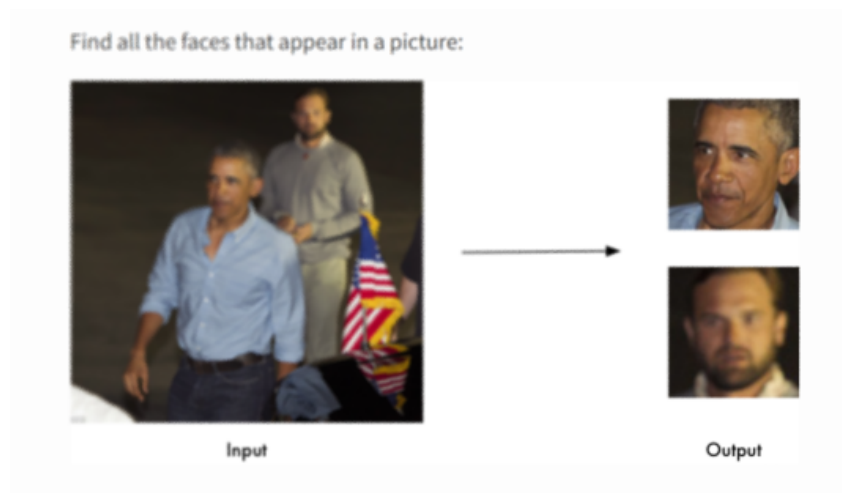 Find all the faces that appear in a picture:
Input
Output